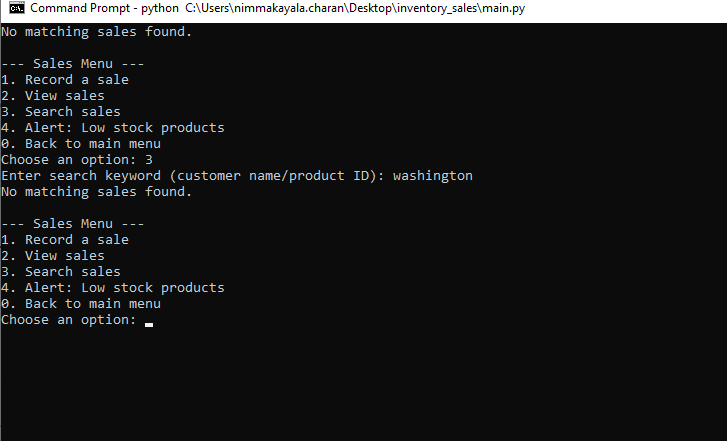 Command Prompt - python  C:\Users\nimmakayala.charan\Desktop\inventory_sales\main.py
No matching sales found.
--- Sales Menu ---
1. Record a sale
2. View sales
3. Search sales
4. Alert: Low stock products
0. Back to main menu
Choose an option: 3
Enter search keyword (customer name/product ID): washington
No matching sales found.
--- Sales Menu ---
1. Record a sale
2. View sales
3. Search sales
4. Alert: Low stock products
0. Back to main menu
Choose an option: